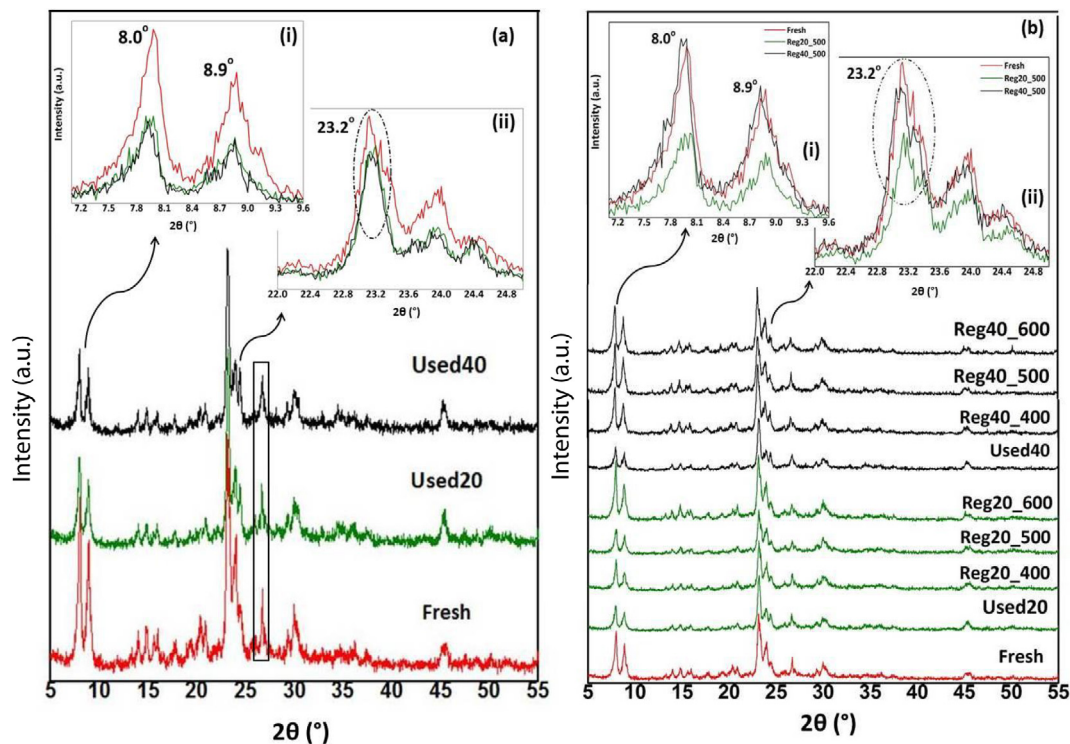 (i)
(a)
8.0°
8.9°
Intensity (a.u.)
7.2 7.5 7.8 8.1 8.4 8.7 9.0 9.3 9.6
2θ (°)
(ii)
23.2°
22.0 22.4 22.8 23.2 23.6 24.0 24.4 24.8
2θ (°)
Intensity (a.u.)
Used40
Used20
Fresh
5 10 15 20 25 30 35 40 45 50 55
2θ (°)
(b)
Fresh
Reg20_500
Reg40_500
8.0°
8.9°
(i)
Intensity (a.u.)
7.2 7.5 7.8 8.1 8.4 8.7 9.0 9.3 9.6
2θ (°)
Fresh
Reg20_500
Reg40_500
23.2°
(ii)
Intensity (a.u.)
22.0 22.4 22.8 23.2 23.6 24.0 24.4 24.8
2θ (°)
Intensity (a.u.)
Reg40_600
Reg40_500
Reg40_400
Used40
Reg20_600
Reg20_500
Reg20_400
Used20
Fresh
5 10 15 20 25 30 35 40 45 50 55
2θ (°)